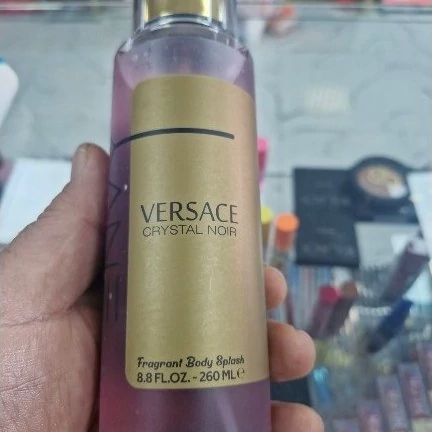 VERSACE
CRYSTAL NOIR
Fragrant Body Splash
8.8 FL.OZ. - 260 ML℮